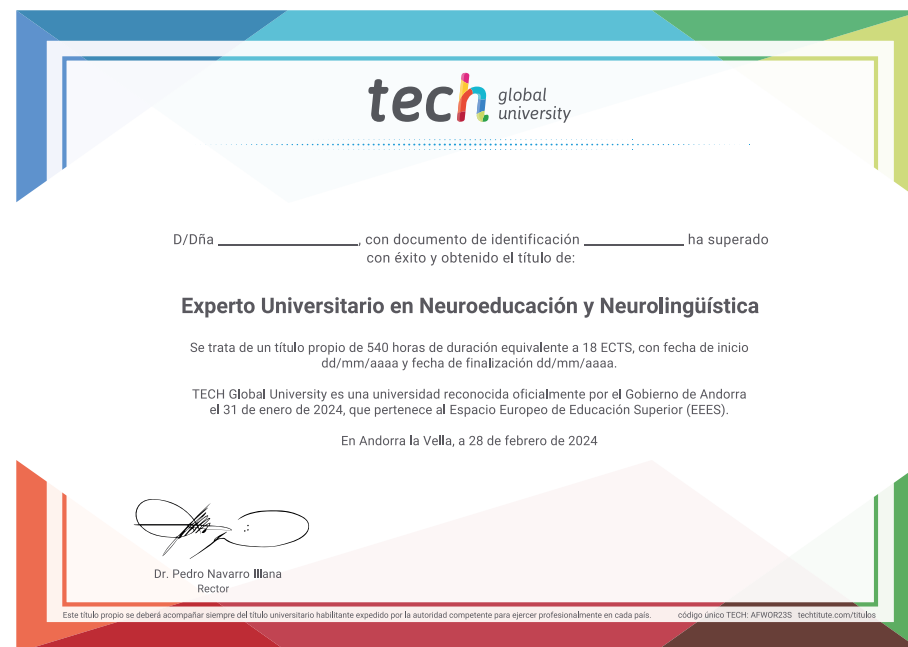 tech global university
D/Dña ______________, con documento de identificación __________ ha superado
con éxito y obtenido el título de:
Experto Universitario en Neuroeducación y Neurolingüística
Se trata de un título propio de 540 horas de duración equivalente a 18 ECTS, con fecha de inicio
dd/mm/aaaa y fecha de finalización dd/mm/aaaa.
TECH Global University es una universidad reconocida oficialmente por el Gobierno de Andorra
el 31 de enero de 2024, que pertenece al Espacio Europeo de Educación Superior (EEES).
En Andorra la Vella, a 28 de febrero de 2024
Dr. Pedro Navarro Illana
Rector
Este título propio se deberá acompañar siempre del título universitario habilitante expedido por la autoridad competente para ejercer profesionalmente en cada país. código único TECH: AFWOR23S techtitute.com/titulos